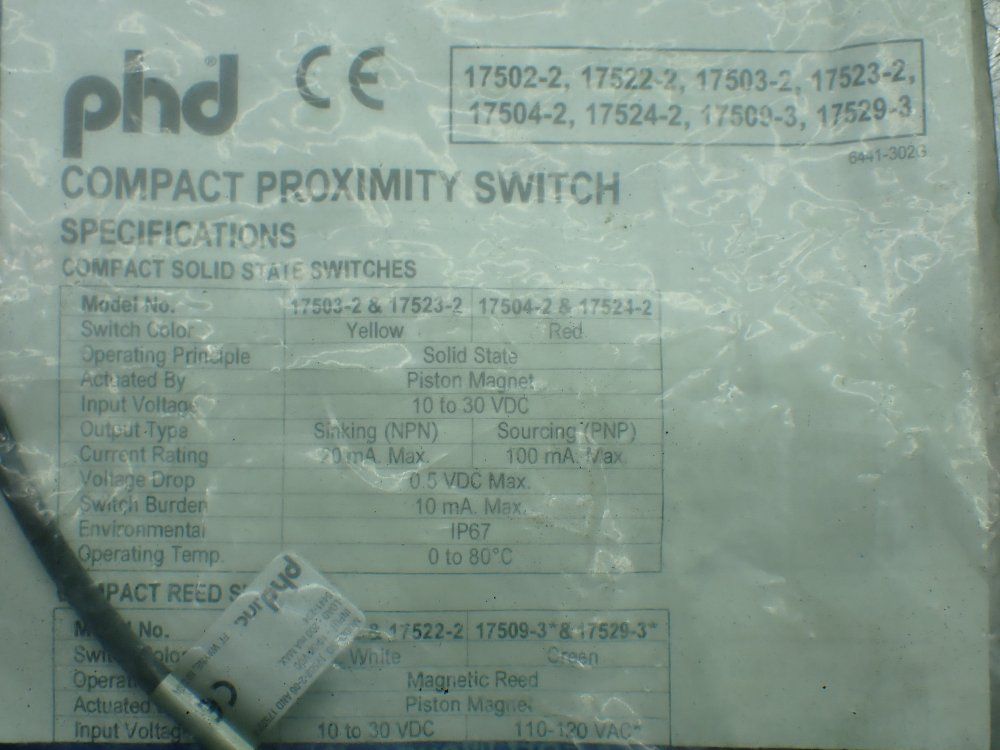 phd® CE
17502-2, 17522-2, 17503-2, 17523-2,
17504-2, 17524-2, 17509-3, 17529-3
6441-302G
COMPACT PROXIMITY SWITCH
SPECIFICATIONS
COMPACT SOLID STATE SWITCHES
Model No. 17503-2 & 17523-2 17504-2 & 17524-2
Switch Color Yellow Red
Operating Principle Solid State
Actuated By Piston Magnet
Input Voltage 10 to 30 VDC
Output Type Sinking (NPN) Sourcing (PNP)
Current Rating 20 mA. Max. 100 mA. Max.
Voltage Drop 0.5 VDC Max.
Switch Burden 10 mA. Max.
Environmental IP67
Operating Temp. 0 to 80°C
COMPACT REED
No. & 17522-2 17509-3* & 17529-3*
White Green
Magnetic Reed
Actuated Piston Magnet
Input Voltage 10 to 30 VDC 110-120 VAC*
phd inc.
CE